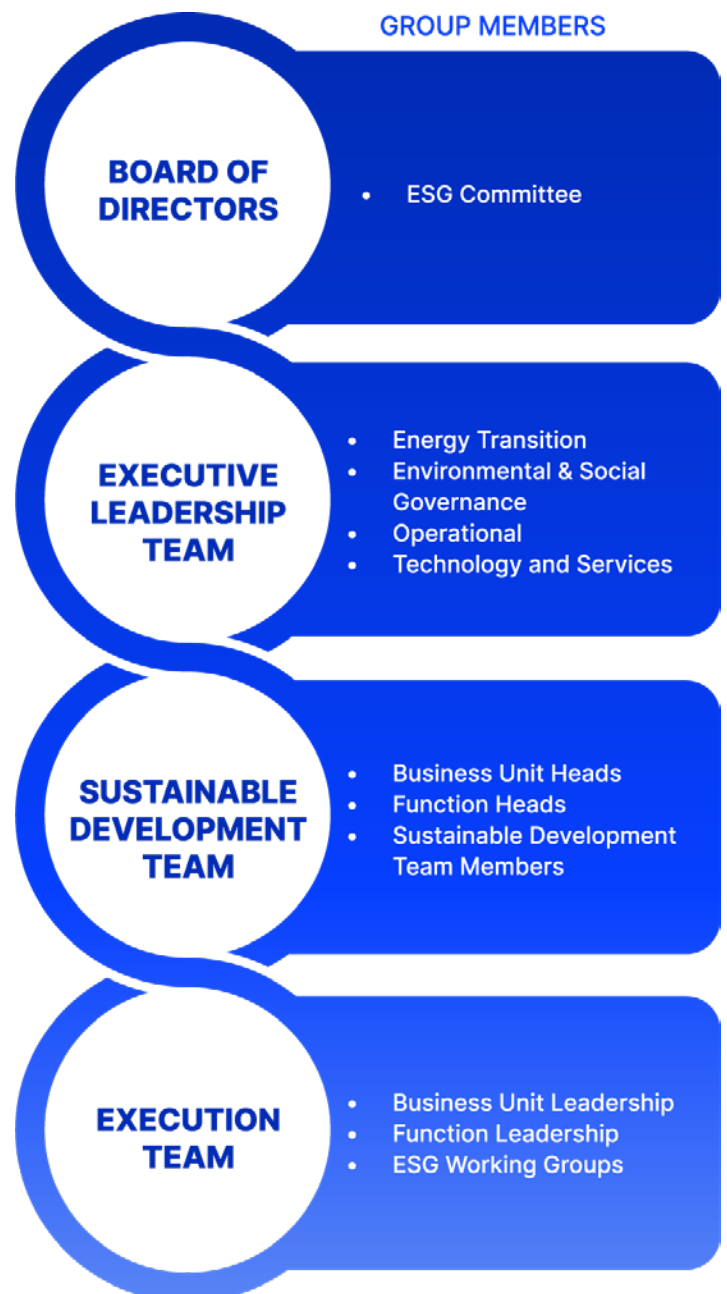 GROUP MEMBERS
BOARD OF
DIRECTORS
• ESG Committee
EXECUTIVE
LEADERSHIP
TEAM
• Energy Transition
• Environmental & Social
Governance
• Operational
• Technology and Services
SUSTAINABLE
DEVELOPMENT
TEAM
• Business Unit Heads
• Function Heads
• Sustainable Development
Team Members
EXECUTION
TEAM
• Business Unit Leadership
• Function Leadership
• ESG Working Groups